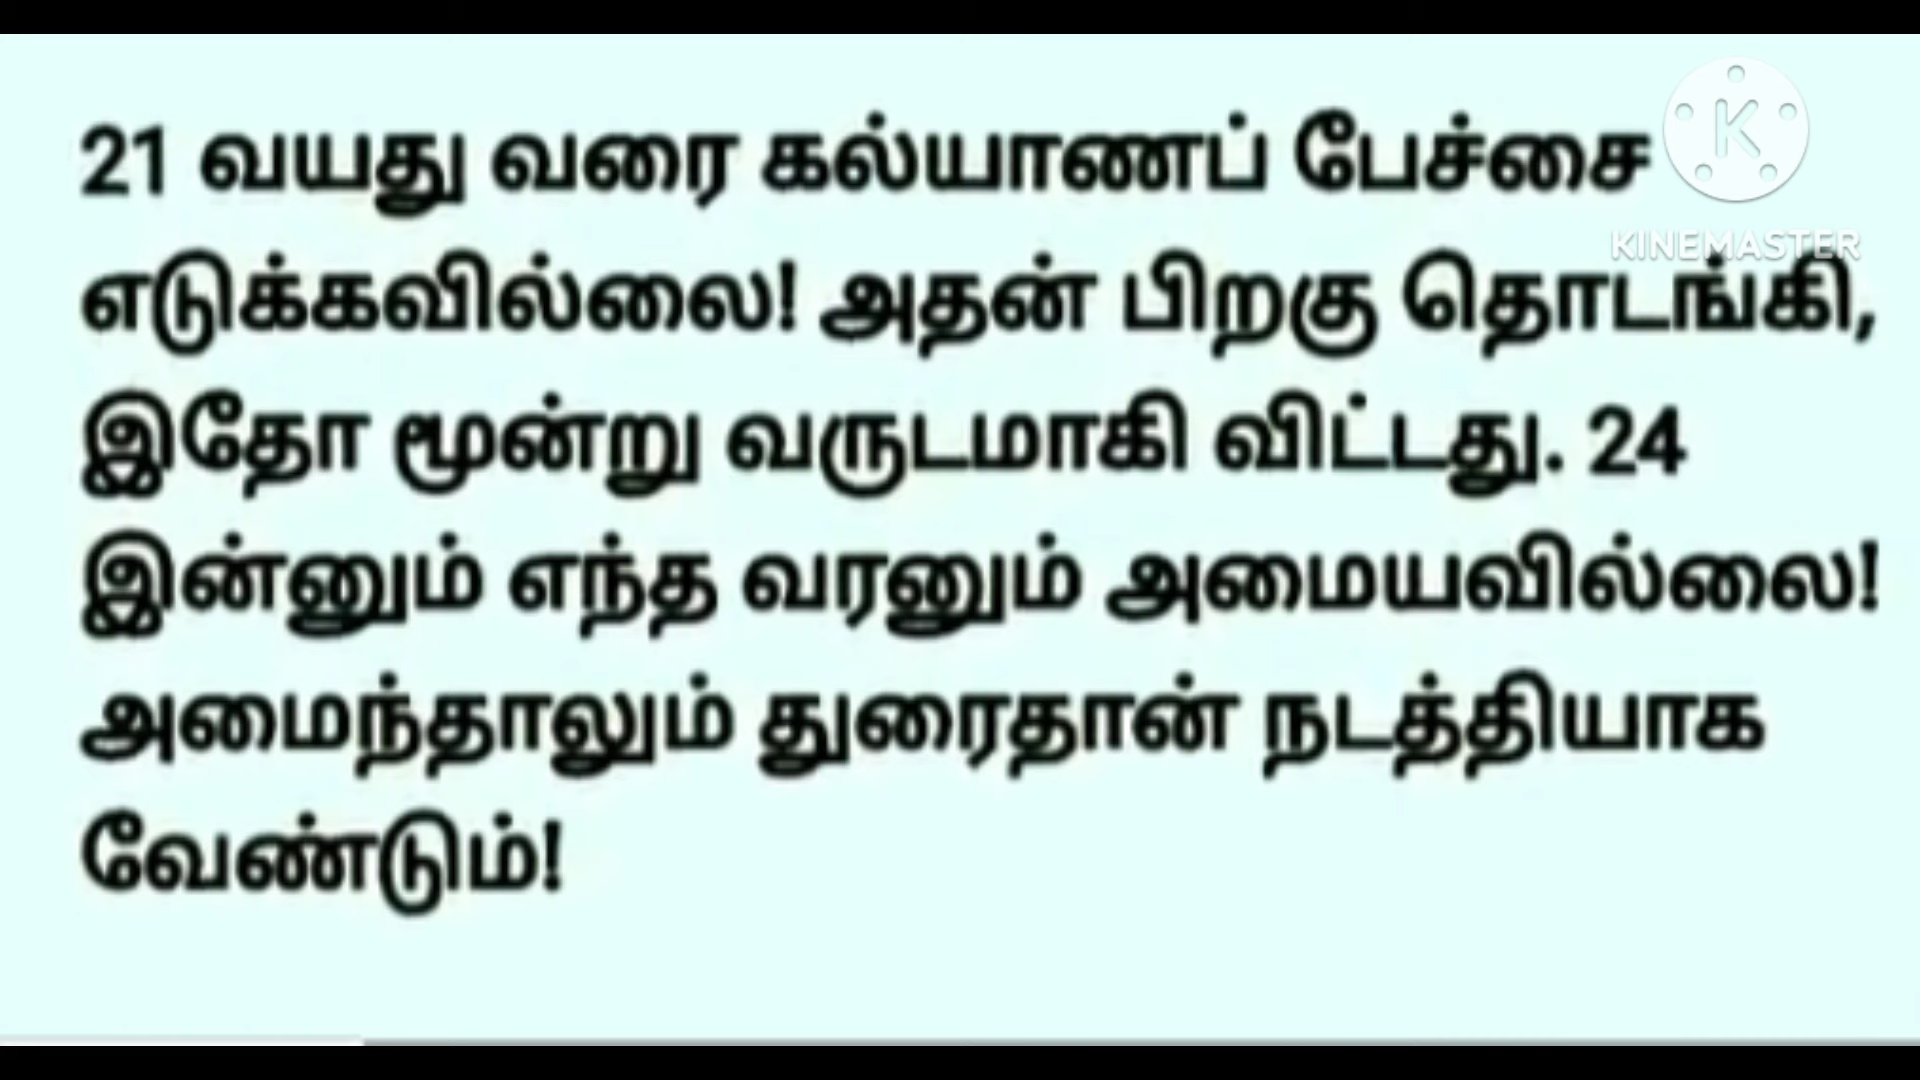 21 வயது வரை கல்யாணப் பேச்சை
எடுக்கவில்லை! அதன் பிறகு தொடங்கி,
இதோ மூன்று வருடமாகி விட்டது. 24
இன்னும் எந்த வரனும் அமையவில்லை!
அமைந்தாலும் துரைதான் நடத்தியாக
வேண்டும்!
K
KINEMASTER